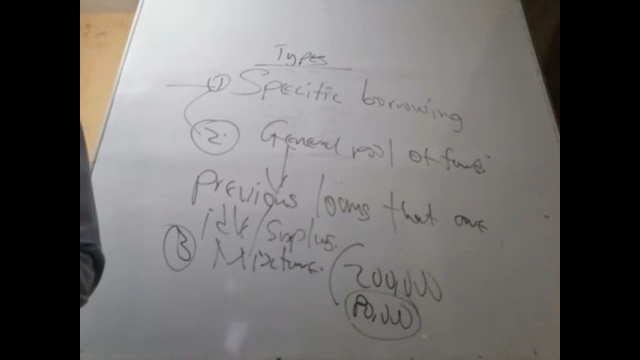 Types
① Specific borrowing
② General pool of funds
previous loans that are
idle/Surplus.
③ Mixture.
200,000
80,000